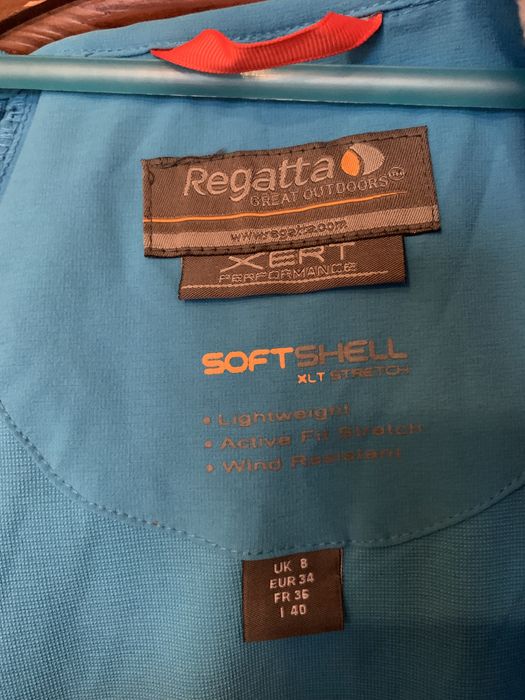 Regatta
GREAT OUTDOORS
www.regatta.com
XERT
PERFORMANCE
SOFTSHELL
XLT STRETCH
• Lightweight
• Active Fit Stretch
• Wind Resistant
UK 8
EUR 34
FR 36
I 40